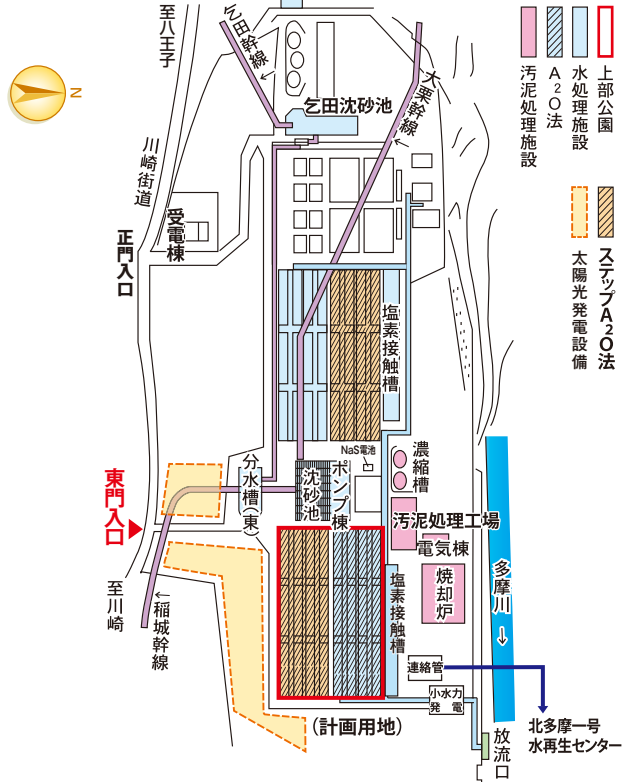 至八王子
乞田幹線
←
乞田沈砂池
大栗幹線
←
N
川崎街道
受電棟
正門入口
上部公園
水処理施設
A2O法
汚泥処理施設
ステップA2O法
太陽光発電設備
塩素接触槽
分水槽(東)
沈砂池
ポンプ棟
NaS電池
濃縮槽
汚泥処理工場
電気棟
焼却炉
東門入口
至川崎
←稲城幹線
塩素接触槽
多摩川→
連絡管
小水力
発電
(計画用地)
放流口
北多摩一号
水再生センター